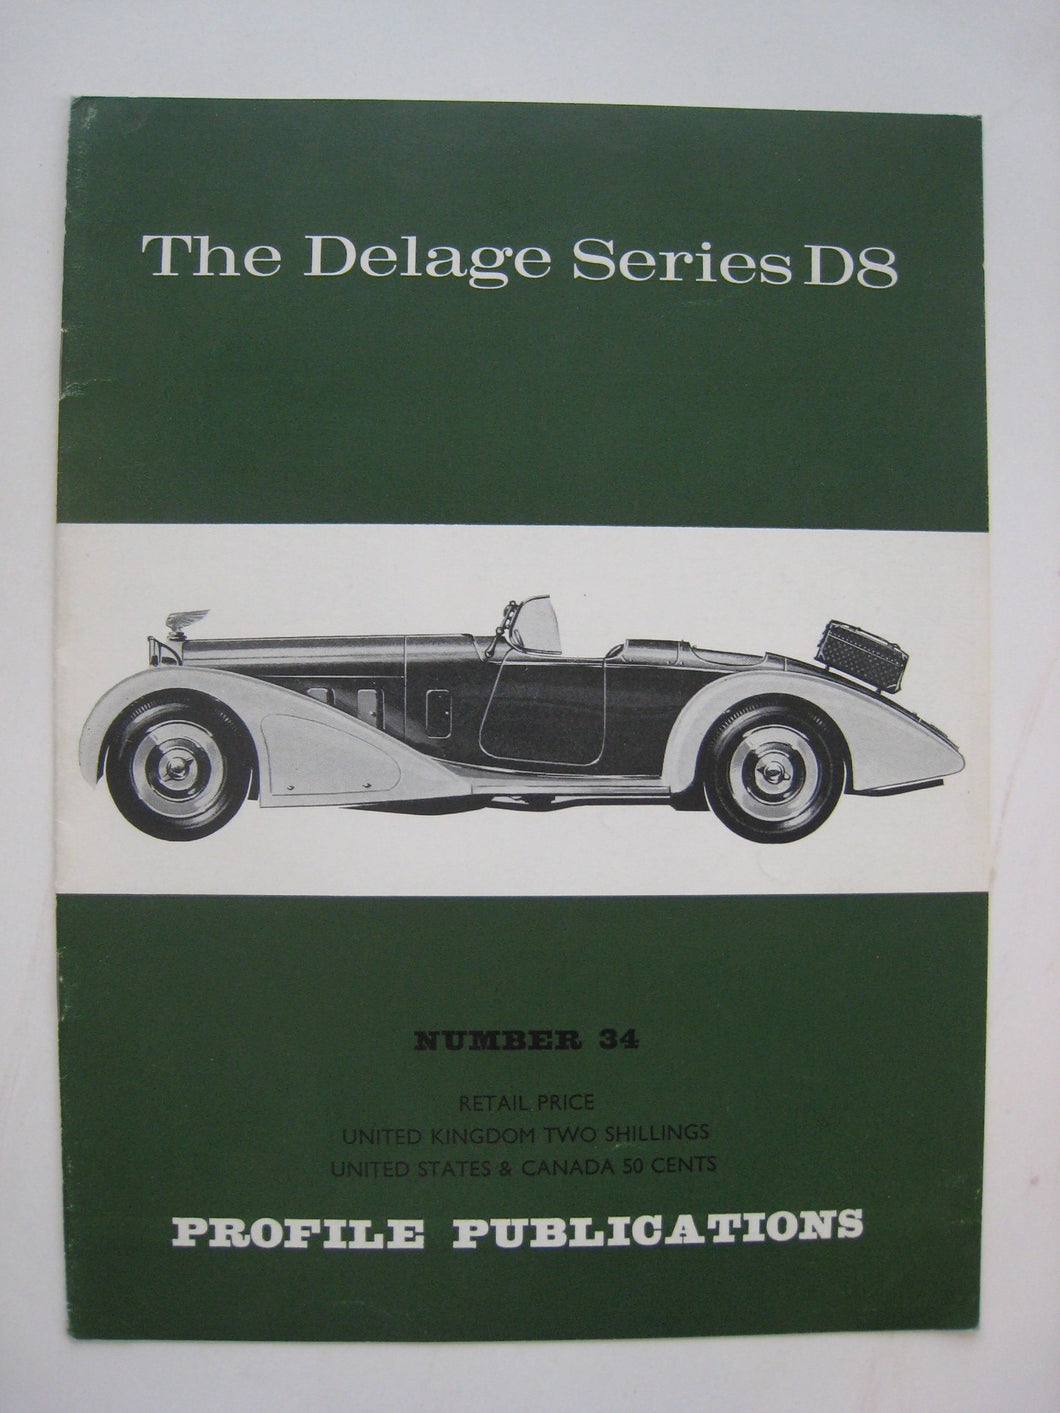 The Delage Series D8
NUMBER 34
RETAIL PRICE
UNITED KINGDOM TWO SHILLINGS
UNITED STATES & CANADA 50 CENTS
PROFILE PUBLICATIONS